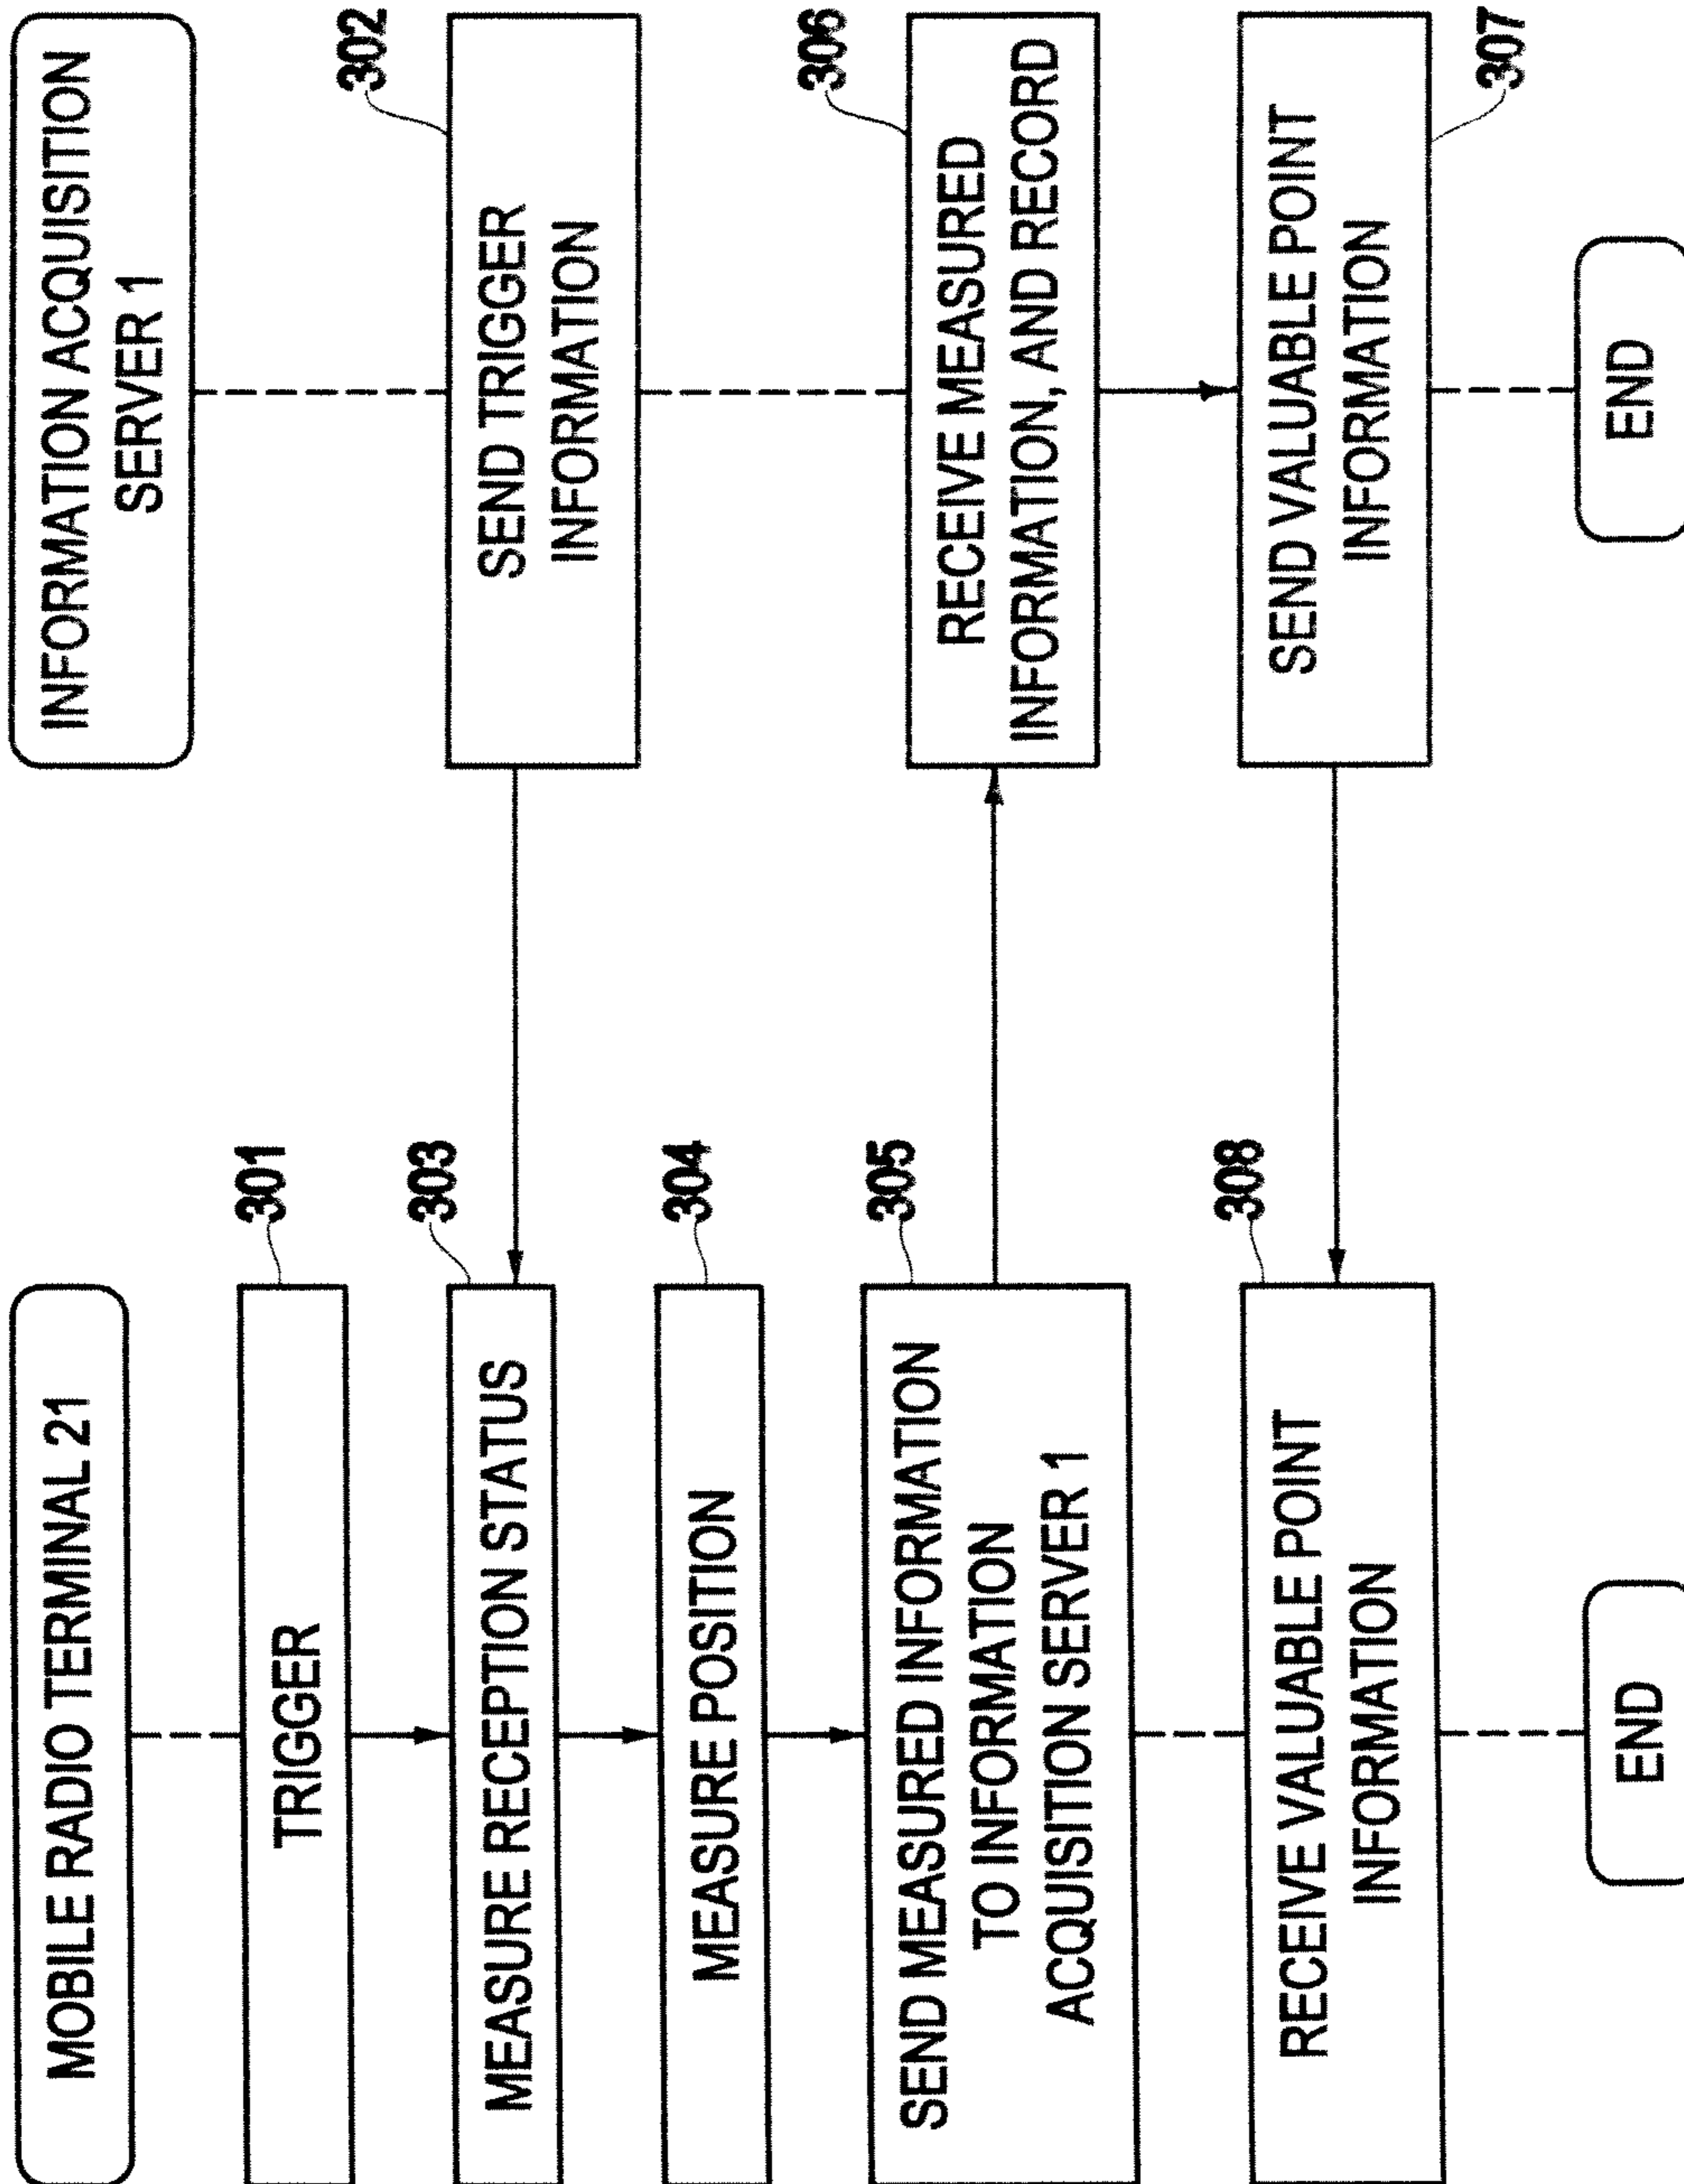 MOBILE RADIO TERMINAL 21
INFORMATION ACQUISITION
SERVER 1
301
TRIGGER
302
SEND TRIGGER
INFORMATION
303
MEASURE RECEPTION STATUS
304
MEASURE POSITION
305
SEND MEASURED INFORMATION
TO INFORMATION
ACQUISITION SERVER 1
306
RECEIVE MEASURED
INFORMATION, AND RECORD
307
SEND VALUABLE POINT
INFORMATION
308
RECEIVE VALUABLE POINT
INFORMATION
END
END